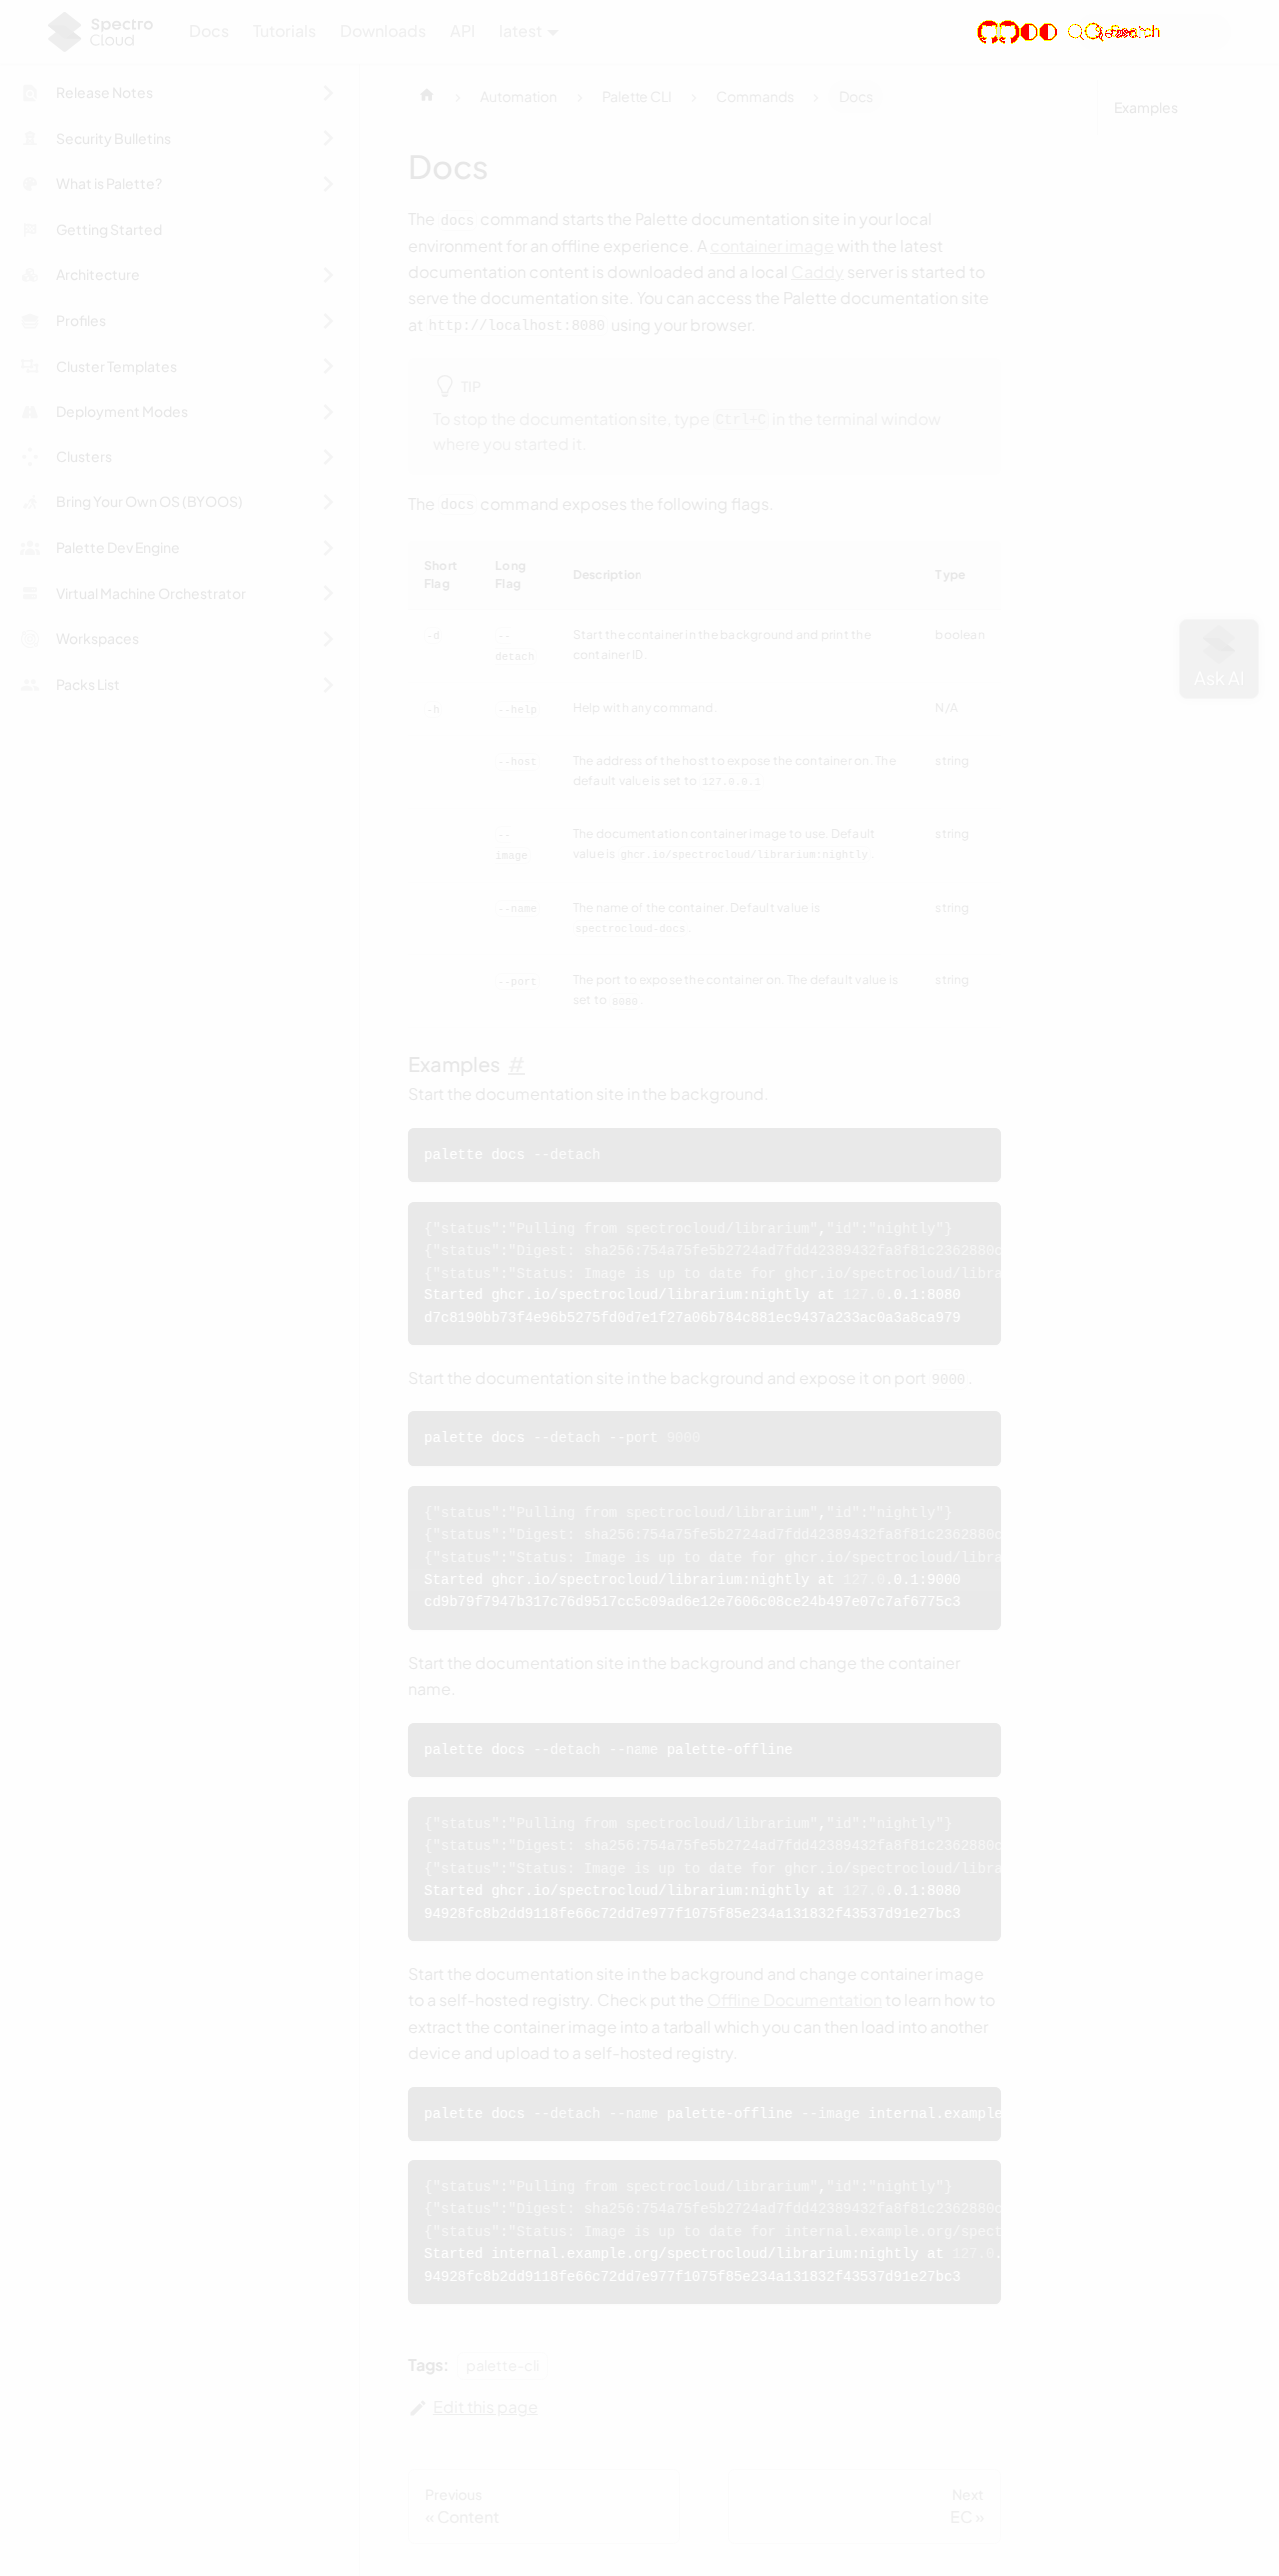 Spectro
Cloud
Docs
Tutorials
Downloads
API
latest
Release Notes
Security Bulletins
What is Palette?
Getting Started
Architecture
Profiles
Cluster Templates
Deployment Modes
Clusters
Bring Your Own OS (BYOOS)
Palette Dev Engine
Virtual Machine Orchestrator
Workspaces
Packs List
Automation
Palette CLI
Commands
Docs
Examples
Docs
The docs command starts the Palette documentation site in your local
environment for an offline experience. A container image with the latest
documentation content is downloaded and a local Caddy server is started to
serve the documentation site. You can access the Palette documentation site
at http://localhost:8080 using your browser.
TIP
To stop the documentation site, type Ctrl+C in the terminal window
where you started it.
The docs command exposes the following flags.
Short Flag Long Flag Description Type
-d --detach Start the container in the background and print the container ID. boolean
-h --help Help with any command. N/A
--host The address of the host to expose the container on. The default value is set to 127.0.0.1
--image The documentation container image to use. Default value is ghcr.io/spectrocloud/librarium:nightly. string
--name The name of the container. Default value is spectrocloud-docs. string
--port The port to expose the container on. The default value is set to 8080. string
Ask AI
Examples #
Start the documentation site in the background.
palette docs --detach
{"status":"Pulling from spectrocloud/librarium","id":"nightly"}
{"status":"Digest: sha256:754a75fe5b2724ad7fdd42389432fa8f81c2362880c
{"status":"Status: Image is up to date for ghcr.io/spectrocloud/libra
Started ghcr.io/spectrocloud/librarium:nightly at 127.0.0.1:8080
d7c8190bb73f4e96b5275fd0d7e1f27a06b784c881ec9437a233ac0a3a8ca979
Start the documentation site in the background and expose it on port 9000.
palette docs --detach --port 9000
{"status":"Pulling from spectrocloud/librarium","id":"nightly"}
{"status":"Digest: sha256:754a75fe5b2724ad7fdd42389432fa8f81c2362880c
{"status":"Status: Image is up to date for ghcr.io/spectrocloud/libra
Started ghcr.io/spectrocloud/librarium:nightly at 127.0.0.1:9000
cd9b79f7947b317c76d9517cc5c09ad6e12e7606c08ce24b497e07c7af6775c3
Start the documentation site in the background and change the container
name.
palette docs --detach --name palette-offline
{"status":"Pulling from spectrocloud/librarium","id":"nightly"}
{"status":"Digest: sha256:754a75fe5b2724ad7fdd42389432fa8f81c2362880c
{"status":"Status: Image is up to date for ghcr.io/spectrocloud/libra
Started ghcr.io/spectrocloud/librarium:nightly at 127.0.0.1:8080
94928fc8b2dd9118fe66c72dd7e977f1075f85e234a131832f43537d91e27bc3
Start the documentation site in the background and change container image
to a self-hosted registry. Check put the Offline Documentation to learn how to
extract the container image into a tarball which you can then load into another
device and upload to a self-hosted registry.
palette docs --detach --name palette-offline --image internal.example
{"status":"Pulling from spectrocloud/librarium","id":"nightly"}
{"status":"Digest: sha256:754a75fe5b2724ad7fdd42389432fa8f81c2362880c
{"status":"Status: Image is up to date for internal.example.org/spect
Started internal.example.org/spectrocloud/librarium:nightly at 127.0.
94928fc8b2dd9118fe66c72dd7e977f1075f85e234a131832f43537d91e27bc3
Tags: palette-cli
Edit this page
Previous
« Content
Next
EC »